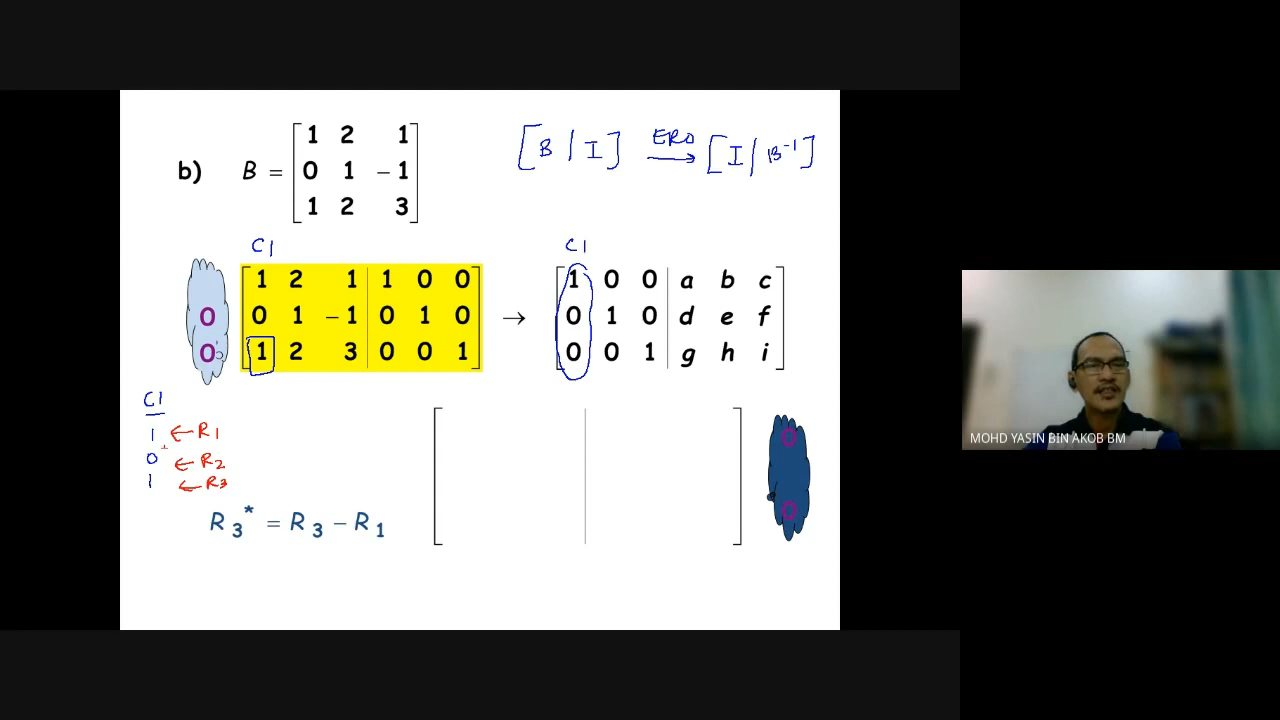 b) B = [ 1 2 1
0 1 − 1
1 2 3 ]
[ B | I ] ERO → [ I | B⁻¹ ]
C1 C1
[ 1 2 1 | 1 0 0 ] [ 1 0 0 | a b c ]
0 [ 0 1 − 1 | 0 1 0 ] → [ 0 1 0 | d e f ]
0 [ 1 2 3 | 0 0 1 ] [ 0 0 1 | g h i ]
C1
1 ← R1
0
0 ← R2
1 ← R3
R₃* = R₃ − R₁
0
MOHD YASIN BIN AKOB BM